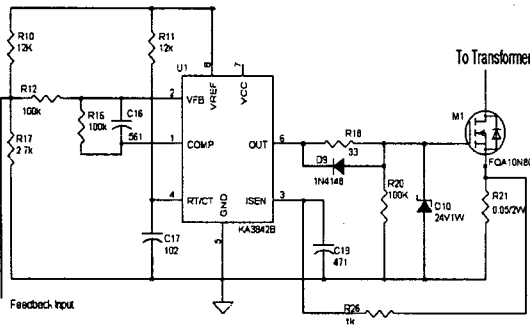 R10
12K
R11
12k
U1
8
7
To Transformer
R12
100k
2
VFB
VREF
VCC
M1
R15
100k
C16
561
1
COMP
OUT
6
R18
33
FQA10N80
R17
2.7k
D9
1N4148
R20
100K
D10
24V1W
R21
0.05/2W
4
RT/CT
GND
ISEN
3
KA3842B
5
C17
102
C19
471
Feedback Input
R26
1k